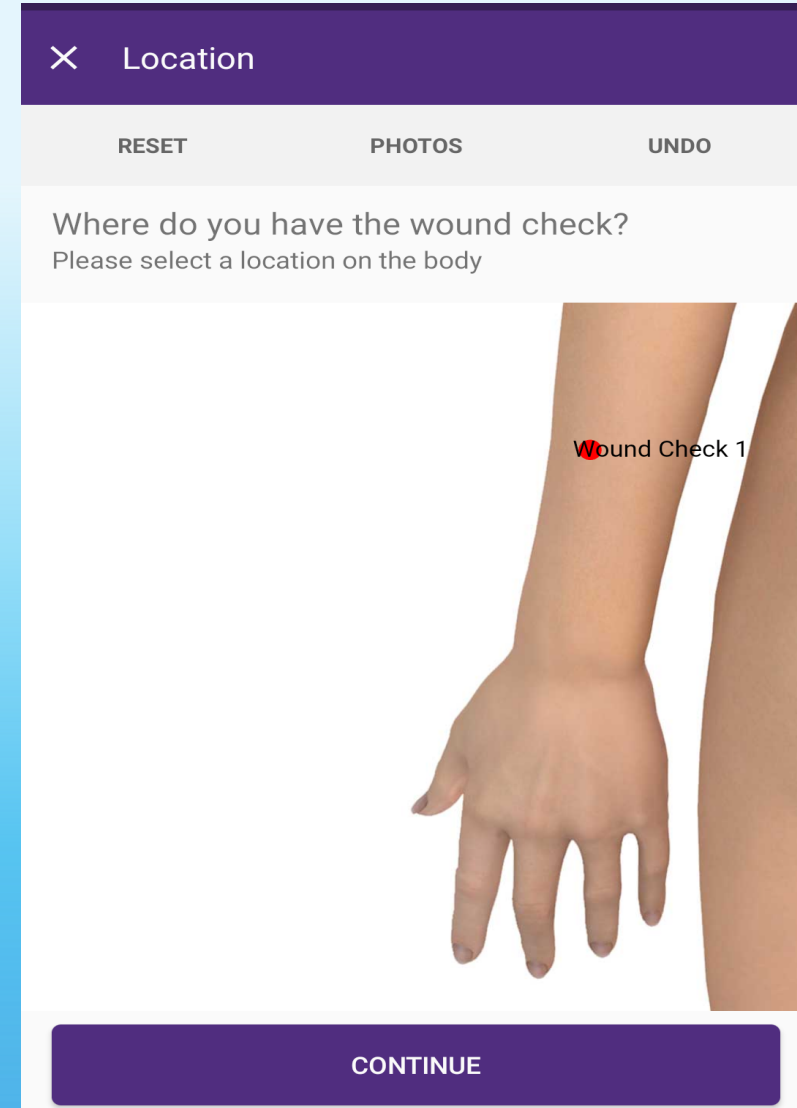 Location
RESET PHOTOS UNDO
Where do you have the wound check?
Please select a location on the body
Wound Check 1
CONTINUE